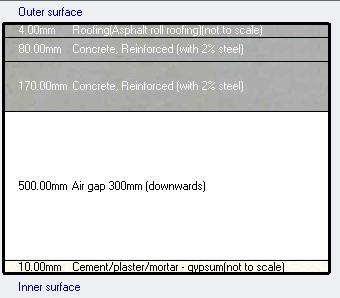 Outer surface
4.00mm Roofing(Asphalt roll roofing)(not to scale)
80.00mm Concrete, Reinforced (with 2% steel)
170.00mm Concrete, Reinforced (with 2% steel)
500.00mm Air gap 300mm (downwards)
10.00mm Cement/plaster/mortar - gypsum(not to scale)
Inner surface